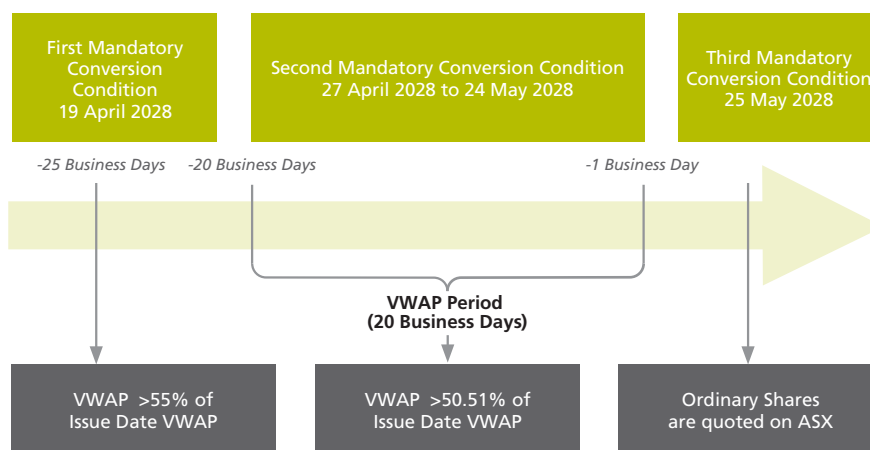 First Mandatory
Conversion
Condition
19 April 2028
Second Mandatory Conversion Condition
27 April 2028 to 24 May 2028
Third Mandatory
Conversion Condition
25 May 2028
-25 Business Days
-20 Business Days
-1 Business Day
VWAP Period
(20 Business Days)
VWAP >55% of
Issue Date VWAP
VWAP >50.51% of
Issue Date VWAP
Ordinary Shares
are quoted on ASX